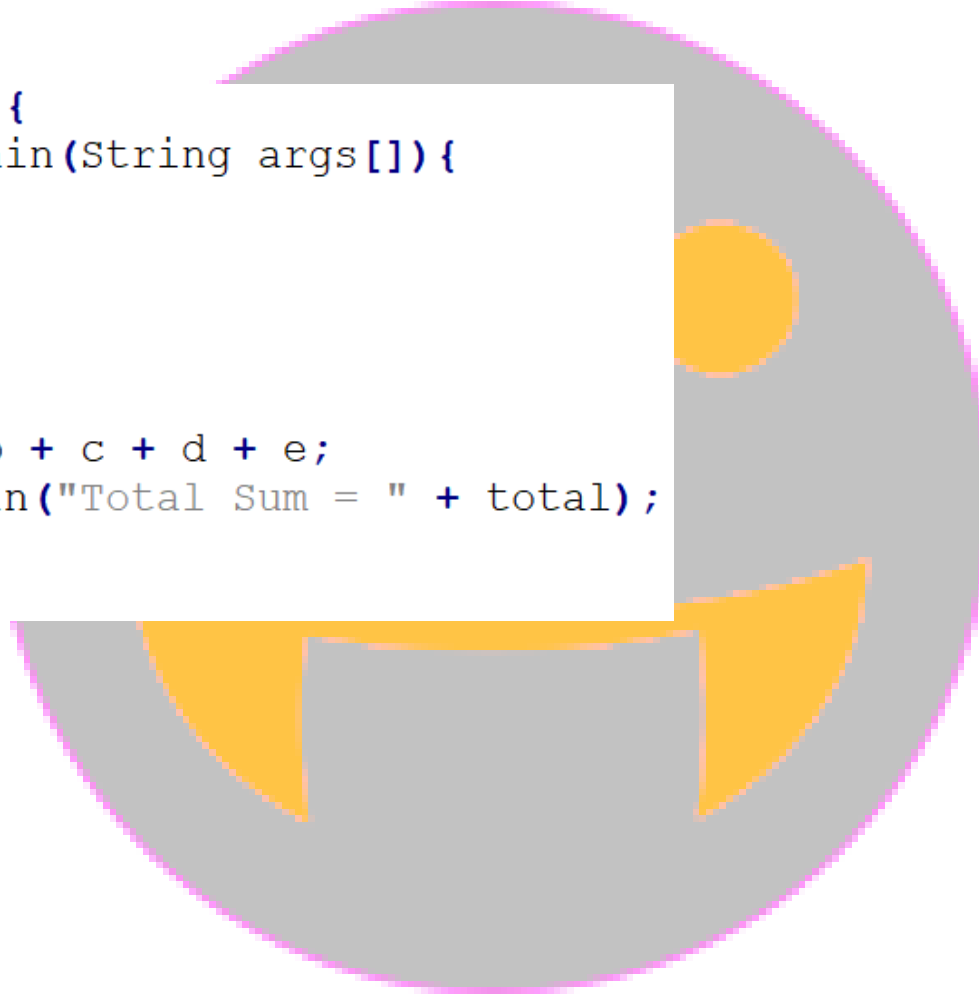 {
in(String args[]){
+ c + d + e;
n("Total Sum = " + total);